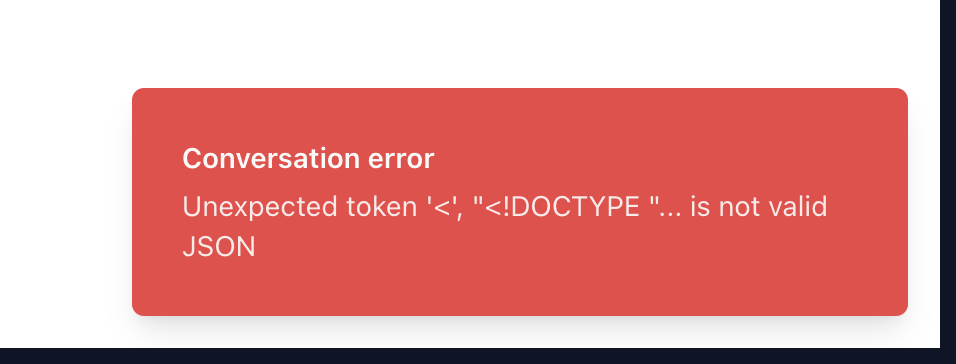 Conversation error
Unexpected token '<', "<!DOCTYPE "... is not valid
JSON